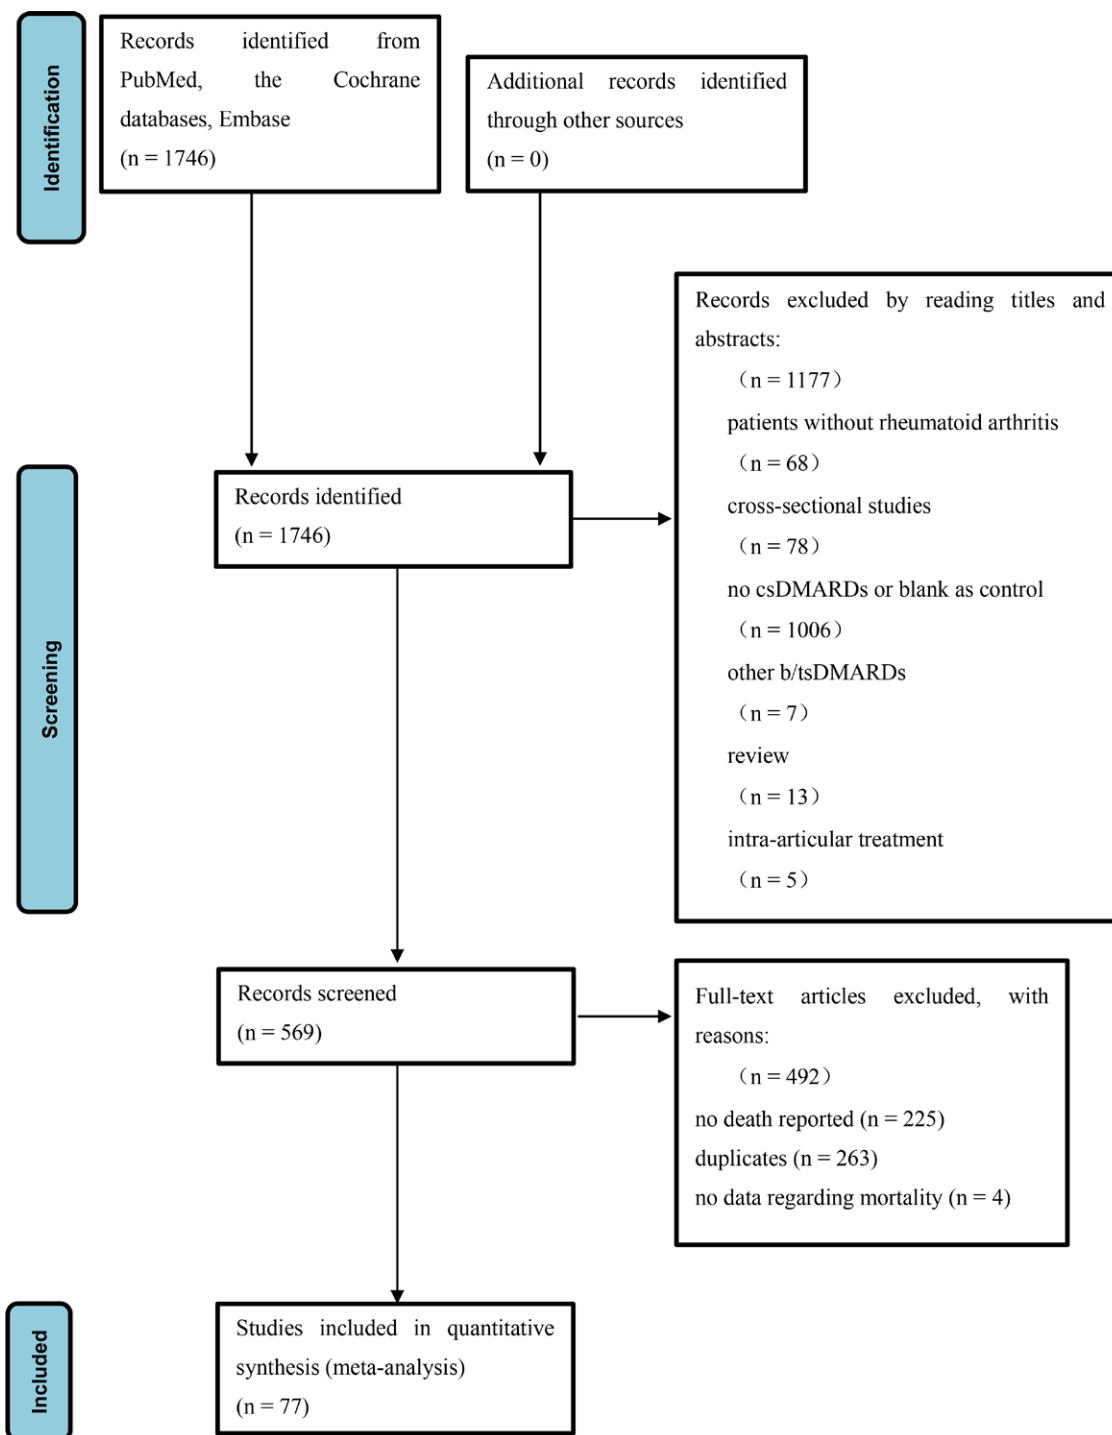 Identification
Records identified from
PubMed, the Cochrane
databases, Embase
(n = 1746)
Additional records identified
through other sources
(n = 0)
Screening
Records identified
(n = 1746)
Records excluded by reading titles and
abstracts:
（n = 1177）
patients without rheumatoid arthritis
（n = 68）
cross-sectional studies
（n = 78）
no csDMARDs or blank as control
（n = 1006）
other b/tsDMARDs
（n = 7）
review
（n = 13）
intra-articular treatment
（n = 5）
Records screened
(n = 569)
Full-text articles excluded, with
reasons:
（n = 492）
no death reported (n = 225)
duplicates (n = 263)
no data regarding mortality (n = 4)
Included
Studies included in quantitative
synthesis (meta-analysis)
(n = 77)